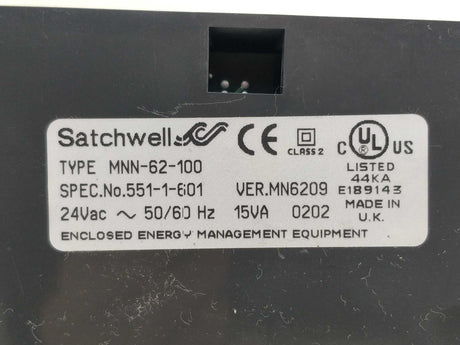 Satchwell CE CLASS 2 C UL US
LISTED
TYPE MNN-62-100 44KA
SPEC.No.551-1-601 VER.MN6209 E189143
24Vac ~ 50/60 Hz 15VA 0202 MADE IN
U.K.
ENCLOSED ENERGY MANAGEMENT EQUIPMENT